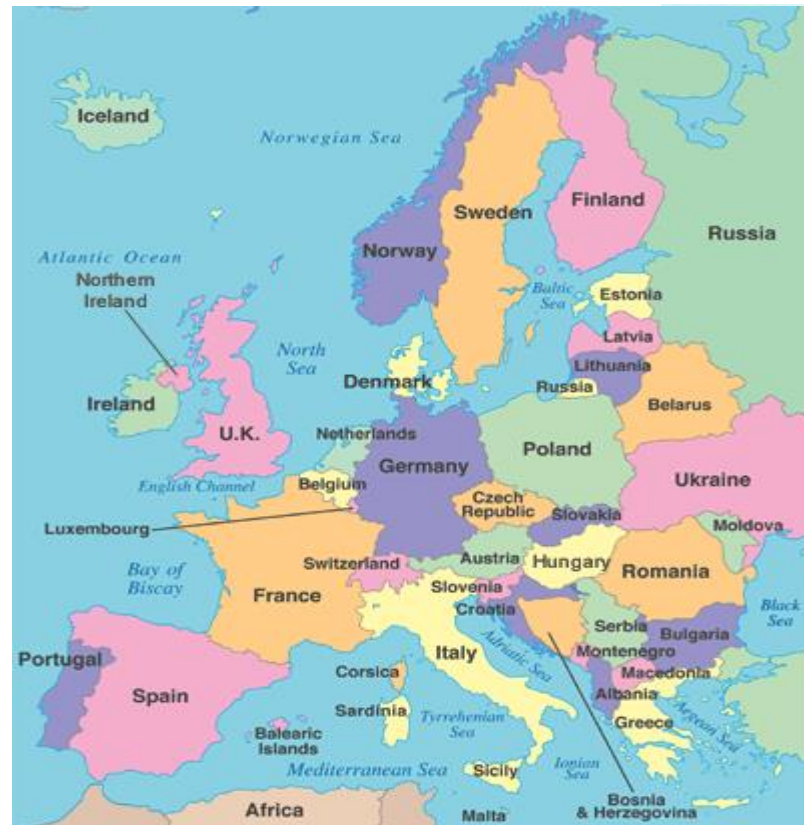 Iceland
Norwegian Sea
Finland
Sweden
Russia
Norway
Atlantic Ocean
Northern
Ireland
Baltic
Sea
Estonia
North
Sea
Latvia
Lithuania
Denmark
Russia
Ireland
Belarus
U.K.
Netherlands
Poland
Germany
Ukraine
English Channel
Belgium
Czech
Republic
Slovakia
Luxembourg
Moldova
Austria
Hungary
Switzerland
Bay of
Biscay
France
Slovenia
Romania
Croatia
Black
Sea
Serbia
Bulgaria
Italy
Adriatic Sea
Montenegro
Portugal
Corsica
Macedonia
Spain
Albania
Sardinia
Tyrrehenian
Sea
Greece
Aegean Sea
Balearic
Islands
Ionian
Sea
Mediterranean Sea
Sicily
Bosnia
& Herzegovina
Africa
Malta